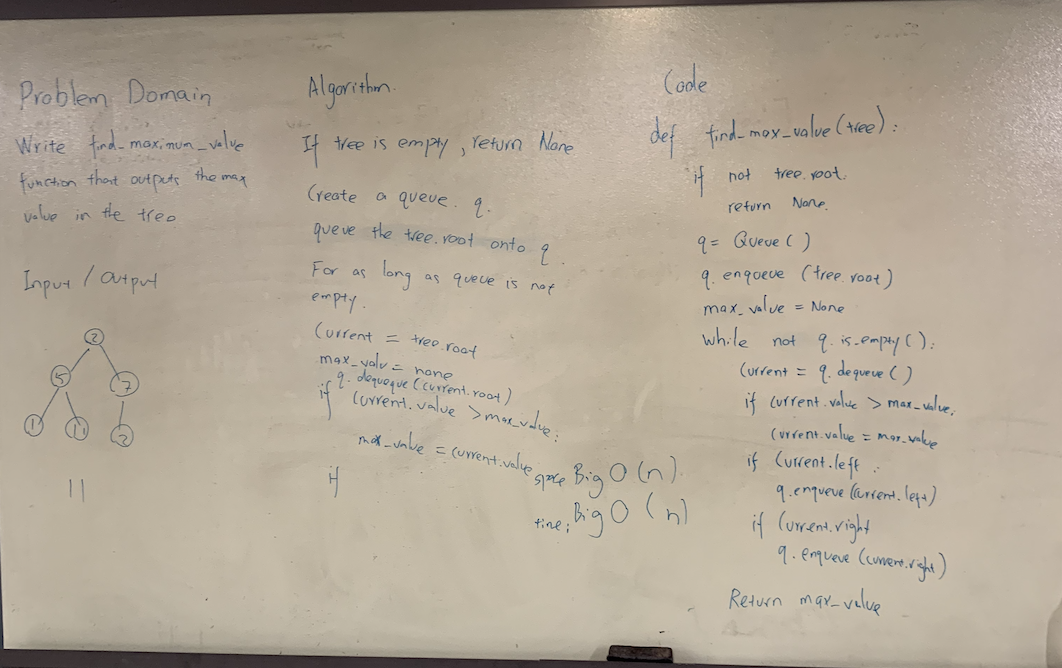 Problem Domain
Write find_maximum_value
function that outputs the max
value in the tree
Input / Output
2
5
7
1
11
2
11
Algorithm.
If tree is empty, return None
Create a queue. q.
queue the tree.root onto q.
For as long as queue is not
empty.
Current = tree.root
max_valu = none
q. dequeque (current.root)
if current.value > max_value:
max_value = current.value
if
space Big O (n).
time: Big O (n)
Code
def find_max_value(tree):
if not tree.root.
return None.
q = Queue()
q. enqueue (tree.root)
max_value = None
while not q. is_empty():
Current = q. dequeue()
if current.value > max_value:
Current.value = max_value
if Current.left :
q.enqueue (current.left)
if Current.right
q. enqueue (current.right)
Return max_value